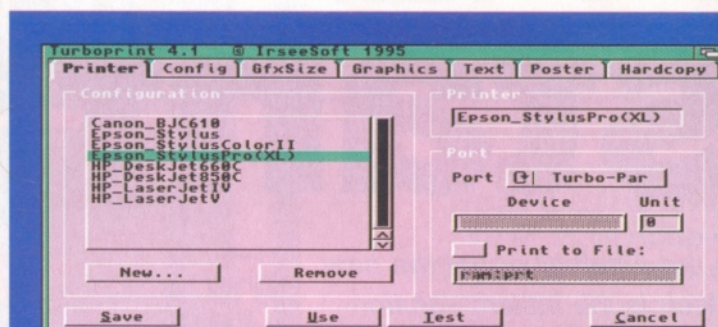 Turboprint 4.1 © IrseeSoft 1995
Printer Config GfxSize Graphics Text Poster Hardcopy
Configuration
Canon_BJC610
Epson_Stylus
Epson_StylusColorII
Epson_StylusPro(XL)
HP_DeskJet660C
HP_DeskJet850C
HP_LaserJetIV
HP_LaserJetV
New... Remove
Printer
Epson_StylusPro(XL)
Port
Port Turbo-Par
Device Unit
0
Print to File:
ram:prt
Save Use Test Cancel